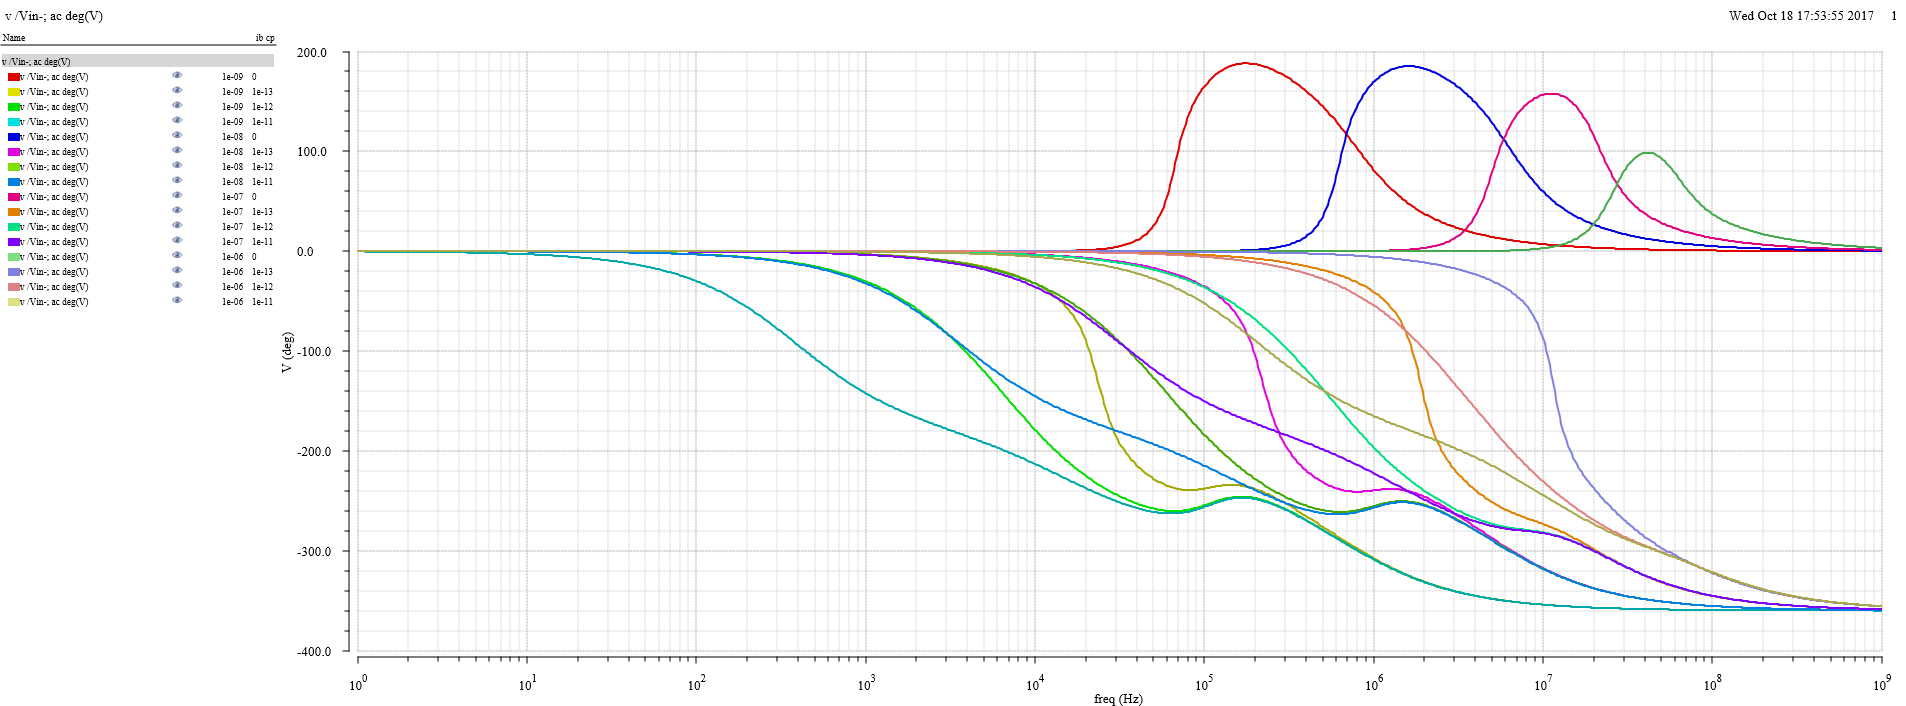 v /Vin-; ac deg(V)
Wed Oct 18 17:53:55 2017 1
Name ib cp
v /Vin-; ac deg(V)
v /Vin-; ac deg(V) 1e-09 0
v /Vin-; ac deg(V) 1e-09 1e-13
v /Vin-; ac deg(V) 1e-09 1e-12
v /Vin-; ac deg(V) 1e-09 1e-11
v /Vin-; ac deg(V) 1e-08 0
v /Vin-; ac deg(V) 1e-08 1e-13
v /Vin-; ac deg(V) 1e-08 1e-12
v /Vin-; ac deg(V) 1e-08 1e-11
v /Vin-; ac deg(V) 1e-07 0
v /Vin-; ac deg(V) 1e-07 1e-13
v /Vin-; ac deg(V) 1e-07 1e-12
v /Vin-; ac deg(V) 1e-07 1e-11
v /Vin-; ac deg(V) 1e-06 0
v /Vin-; ac deg(V) 1e-06 1e-13
v /Vin-; ac deg(V) 1e-06 1e-12
v /Vin-; ac deg(V) 1e-06 1e-11
V (deg)
200.0
100.0
0.0
-100.0
-200.0
-300.0
-400.0
10^0 10^1 10^2 10^3 10^4 10^5 10^6 10^7 10^8 10^9
freq (Hz)